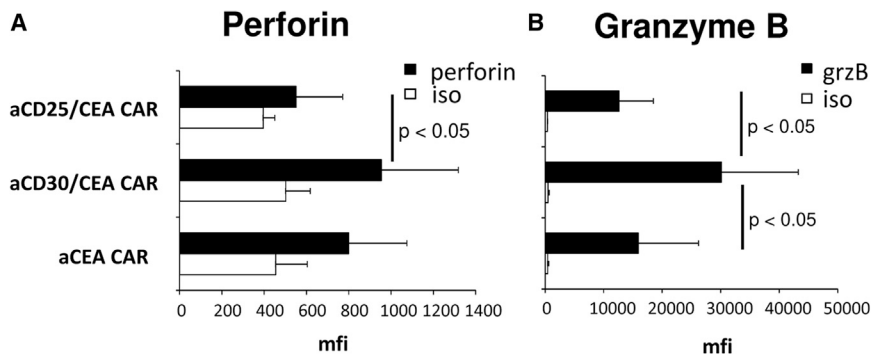 A
Perforin
perforin
iso
aCD25/CEA CAR
p < 0.05
aCD30/CEA CAR
aCEA CAR
0 200 400 600 800 1000 1200 1400
mfi
B
Granzyme B
grzB
iso
p < 0.05
p < 0.05
0 10000 20000 30000 40000 50000
mfi